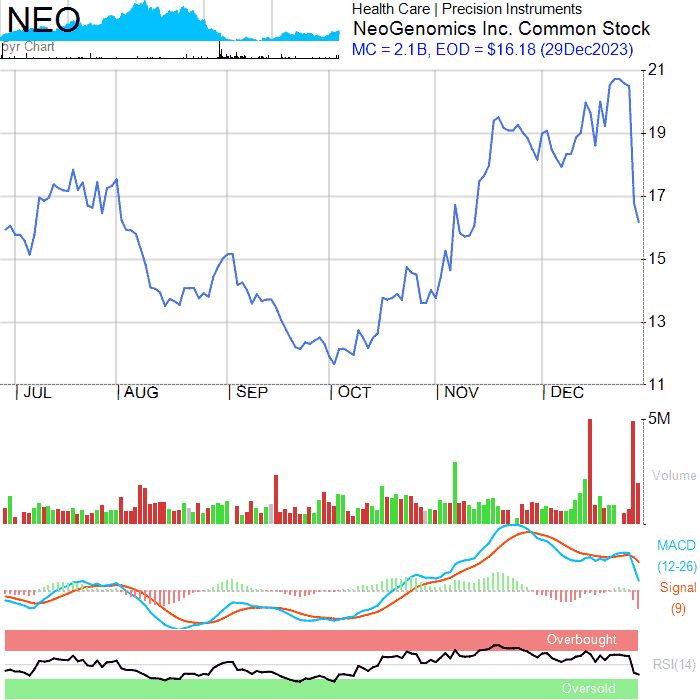 NEO
5yr Chart
Health Care | Precision Instruments
NeoGenomics Inc. Common Stock
MC = 2.1B, EOD = $16.18 (29Dec2023)
21
19
17
15
13
11
JUL AUG SEP OCT NOV DEC
5M
Volume
MACD
(12-26)
Signal
(9)
Overbought
RSI(14)
Oversold